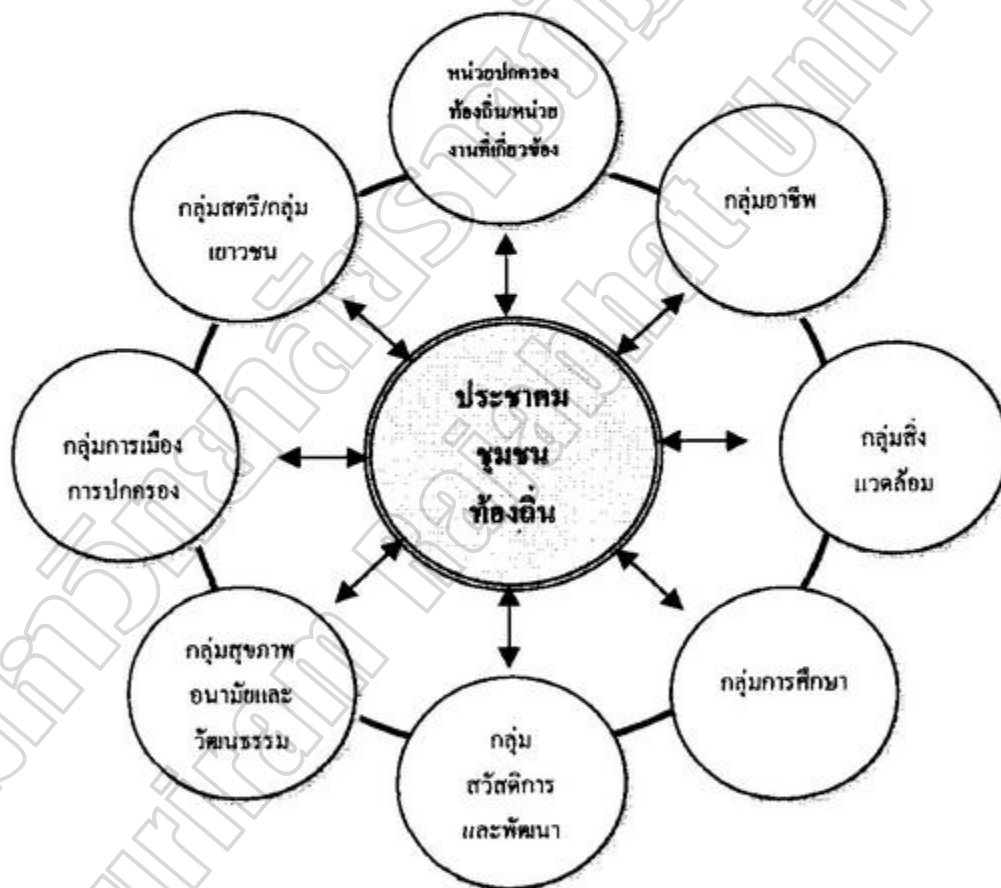 หน่วยปกครอง
ท้องถิ่น/หน่วย
งานที่เกี่ยวข้อง
กลุ่มอาชีพ
กลุ่มสตรี/กลุ่ม
เยาวชน
ประชาคม
ชุมชน
ท้องถิ่น
กลุ่มสิ่ง
แวดล้อม
กลุ่มการเมือง
การปกครอง
กลุ่มการศึกษา
กลุ่มสุขภาพ
อนามัยและ
วัฒนธรรม
กลุ่ม
สวัสดิการ
และพัฒนา